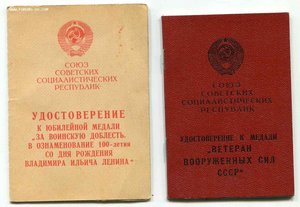 СОЮЗ
СОВЕТСКИХ
СОЦИАЛИСТИЧЕСКИХ
РЕСПУБЛИК
УДОСТОВЕРЕНИЕ
К ЮБИЛЕЙНОЙ МЕДАЛИ
„ЗА ВОИНСКУЮ ДОБЛЕСТЬ.
В ОЗНАМЕНОВАНИЕ 100-летия
СО ДНЯ РОЖДЕНИЯ
ВЛАДИМИРА ИЛЬИЧА ЛЕНИНА“
СОЮЗ
СОВЕТСКИХ
СОЦИАЛИСТИЧЕСКИХ
РЕСПУБЛИК
УДОСТОВЕРЕНИЕ К МЕДАЛИ
„ВЕТЕРАН
ВООРУЖЕННЫХ СИЛ
СССР“